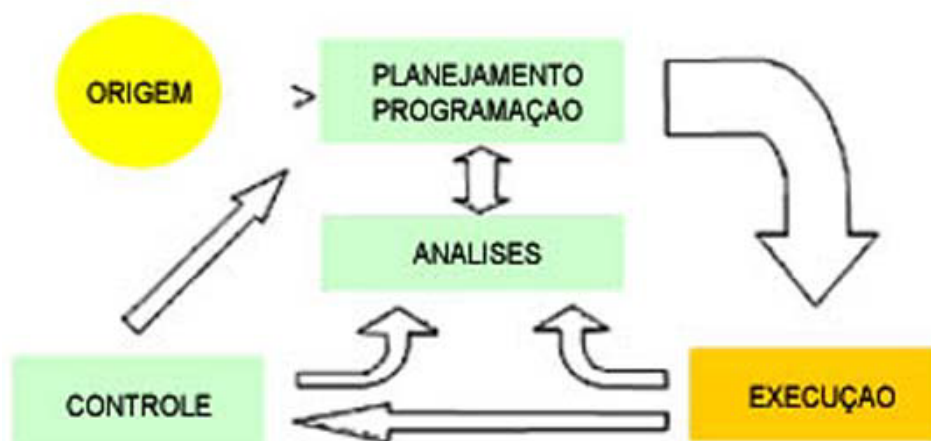 ORIGEM
>
PLANEJAMENTO
PROGRAMAÇAO
ANALISES
CONTROLE
EXECUÇAO